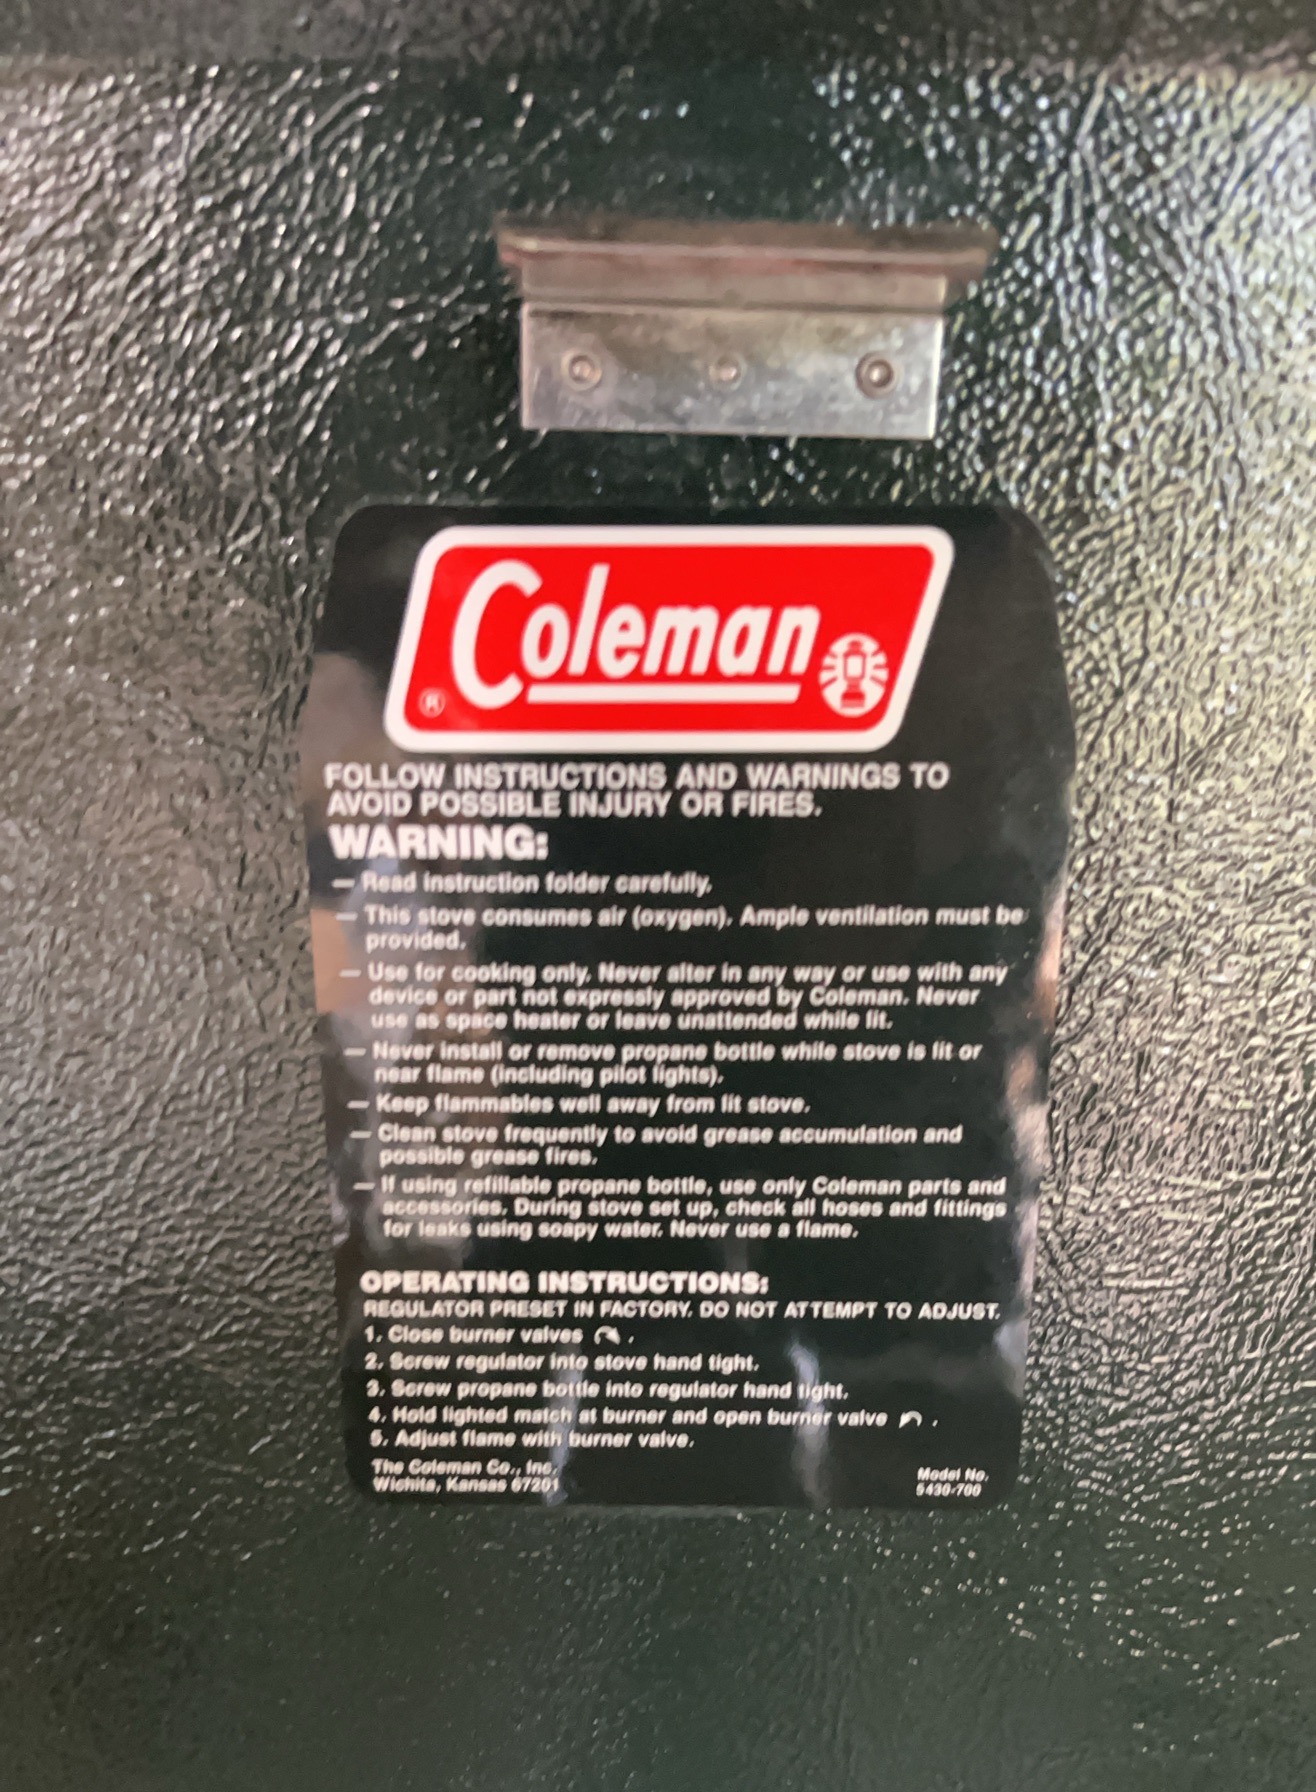 Coleman
®
FOLLOW INSTRUCTIONS AND WARNINGS TO
AVOID POSSIBLE INJURY OR FIRES.
WARNING:
— Read instruction folder carefully.
— This stove consumes air (oxygen). Ample ventilation must be
provided.
— Use for cooking only. Never alter in any way or use with any
device or part not expressly approved by Coleman. Never
use as space heater or leave unattended while lit.
— Never install or remove propane bottle while stove is lit or
near flame (including pilot lights).
— Keep flammables well away from lit stove.
— Clean stove frequently to avoid grease accumulation and
possible grease fires.
— If using refillable propane bottle, use only Coleman parts and
accessories. During stove set up, check all hoses and fittings
for leaks using soapy water. Never use a flame.
OPERATING INSTRUCTIONS:
REGULATOR PRESET IN FACTORY. DO NOT ATTEMPT TO ADJUST.
1. Close burner valves ↷ .
2. Screw regulator into stove hand tight.
3. Screw propane bottle into regulator hand tight.
4. Hold lighted match at burner and open burner valve ↶ .
5. Adjust flame with burner valve.
The Coleman Co., Inc.
Wichita, Kansas 67201
Model No.
5430-700